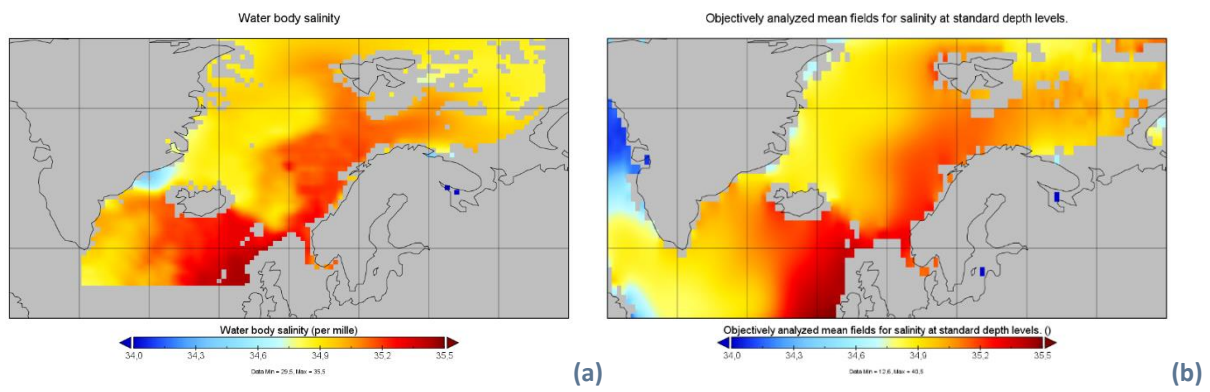 Water body salinity
Water body salinity (per mille)
34,0 34,3 34,6 34,9 35,2 35,5
Data Min = 29,5, Max = 35,5
(a)
Objectively analyzed mean fields for salinity at standard depth levels.
Objectively analyzed mean fields for salinity at standard depth levels. ()
34,0 34,3 34,6 34,9 35,2 35,5
Data Min = 12,6, Max = 40,9
(b)